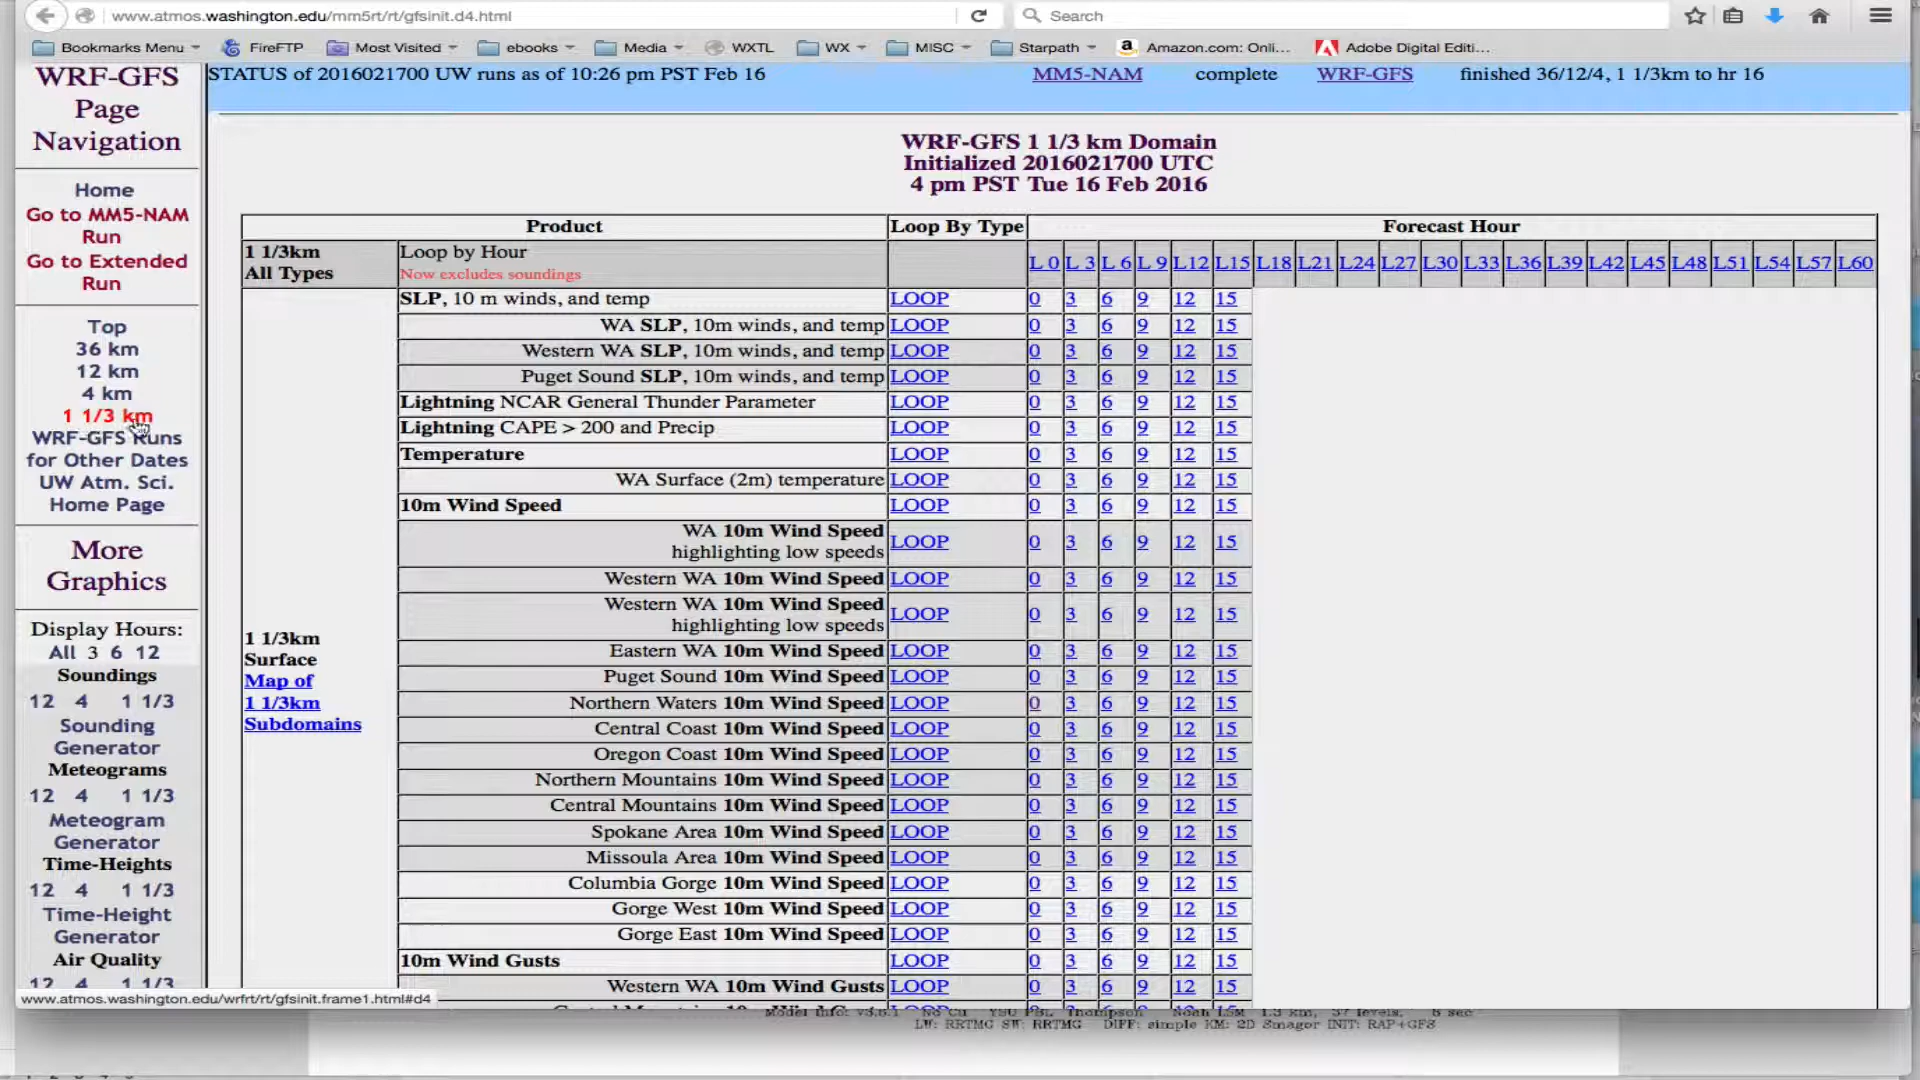 www.atmos.washington.edu/mm5rt/rt/gfsinit.d4.html
Search
Bookmarks Menu FireFTP Most Visited ebooks Media WXTL WX MISC Starpath Amazon.com: Onli... Adobe Digital Editi...
WRF-GFS
Page
Navigation
Home
Go to MM5-NAM
Run
Go to Extended
Run
Top
36 km
12 km
4 km
1 1/3 km
WRF-GFS Runs
for Other Dates
UW Atm. Sci.
Home Page
More
Graphics
Display Hours:
All 3 6 12
Soundings
12 4 1 1/3
Sounding
Generator
Meteograms
12 4 1 1/3
Meteogram
Generator
Time-Heights
12 4 1 1/3
Time-Height
Generator
Air Quality
12 4 1 1/3
www.atmos.washington.edu/wrfrt/rt/gfsinit.frame1.html#d4
STATUS of 2016021700 UW runs as of 10:26 pm PST Feb 16 MM5-NAM complete WRF-GFS finished 36/12/4, 1 1/3km to hr 16
WRF-GFS 1 1/3 km Domain
Initialized 2016021700 UTC
4 pm PST Tue 16 Feb 2016
Product Loop By Type Forecast Hour
1 1/3km
All Types
Loop by Hour
Now excludes soundings
L 0 L 3 L 6 L 9 L12 L15 L18 L21 L24 L27 L30 L33 L36 L39 L42 L45 L48 L51 L54 L57 L60
1 1/3km
Surface
Map of
1 1/3km
Subdomains
SLP, 10 m winds, and temp LOOP 0 3 6 9 12 15
WA SLP, 10m winds, and temp LOOP 0 3 6 9 12 15
Western WA SLP, 10m winds, and temp LOOP 0 3 6 9 12 15
Puget Sound SLP, 10m winds, and temp LOOP 0 3 6 9 12 15
Lightning NCAR General Thunder Parameter LOOP 0 3 6 9 12 15
Lightning CAPE > 200 and Precip LOOP 0 3 6 9 12 15
Temperature LOOP 0 3 6 9 12 15
WA Surface (2m) temperature LOOP 0 3 6 9 12 15
10m Wind Speed LOOP 0 3 6 9 12 15
WA 10m Wind Speed
highlighting low speeds LOOP 0 3 6 9 12 15
Western WA 10m Wind Speed LOOP 0 3 6 9 12 15
Western WA 10m Wind Speed
highlighting low speeds LOOP 0 3 6 9 12 15
Eastern WA 10m Wind Speed LOOP 0 3 6 9 12 15
Puget Sound 10m Wind Speed LOOP 0 3 6 9 12 15
Northern Waters 10m Wind Speed LOOP 0 3 6 9 12 15
Central Coast 10m Wind Speed LOOP 0 3 6 9 12 15
Oregon Coast 10m Wind Speed LOOP 0 3 6 9 12 15
Northern Mountains 10m Wind Speed LOOP 0 3 6 9 12 15
Central Mountains 10m Wind Speed LOOP 0 3 6 9 12 15
Spokane Area 10m Wind Speed LOOP 0 3 6 9 12 15
Missoula Area 10m Wind Speed LOOP 0 3 6 9 12 15
Columbia Gorge 10m Wind Speed LOOP 0 3 6 9 12 15
Gorge West 10m Wind Speed LOOP 0 3 6 9 12 15
Gorge East 10m Wind Speed LOOP 0 3 6 9 12 15
10m Wind Gusts LOOP 0 3 6 9 12 15
Western WA 10m Wind Gusts LOOP 0 3 6 9 12 15
LW: RRTMG SW: RRTMG DIFF: simple KM: 2D Smagor INIT: RAP+GFS